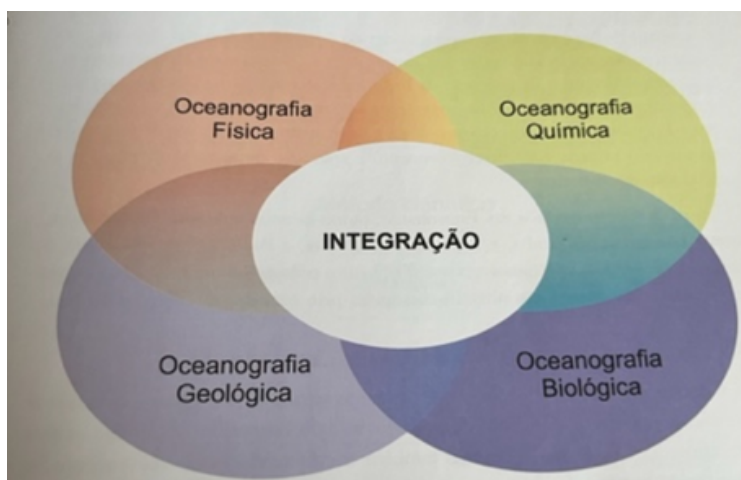 Oceanografia
Física
Oceanografia
Química
INTEGRAÇÃO
Oceanografia
Geológica
Oceanografia
Biológica